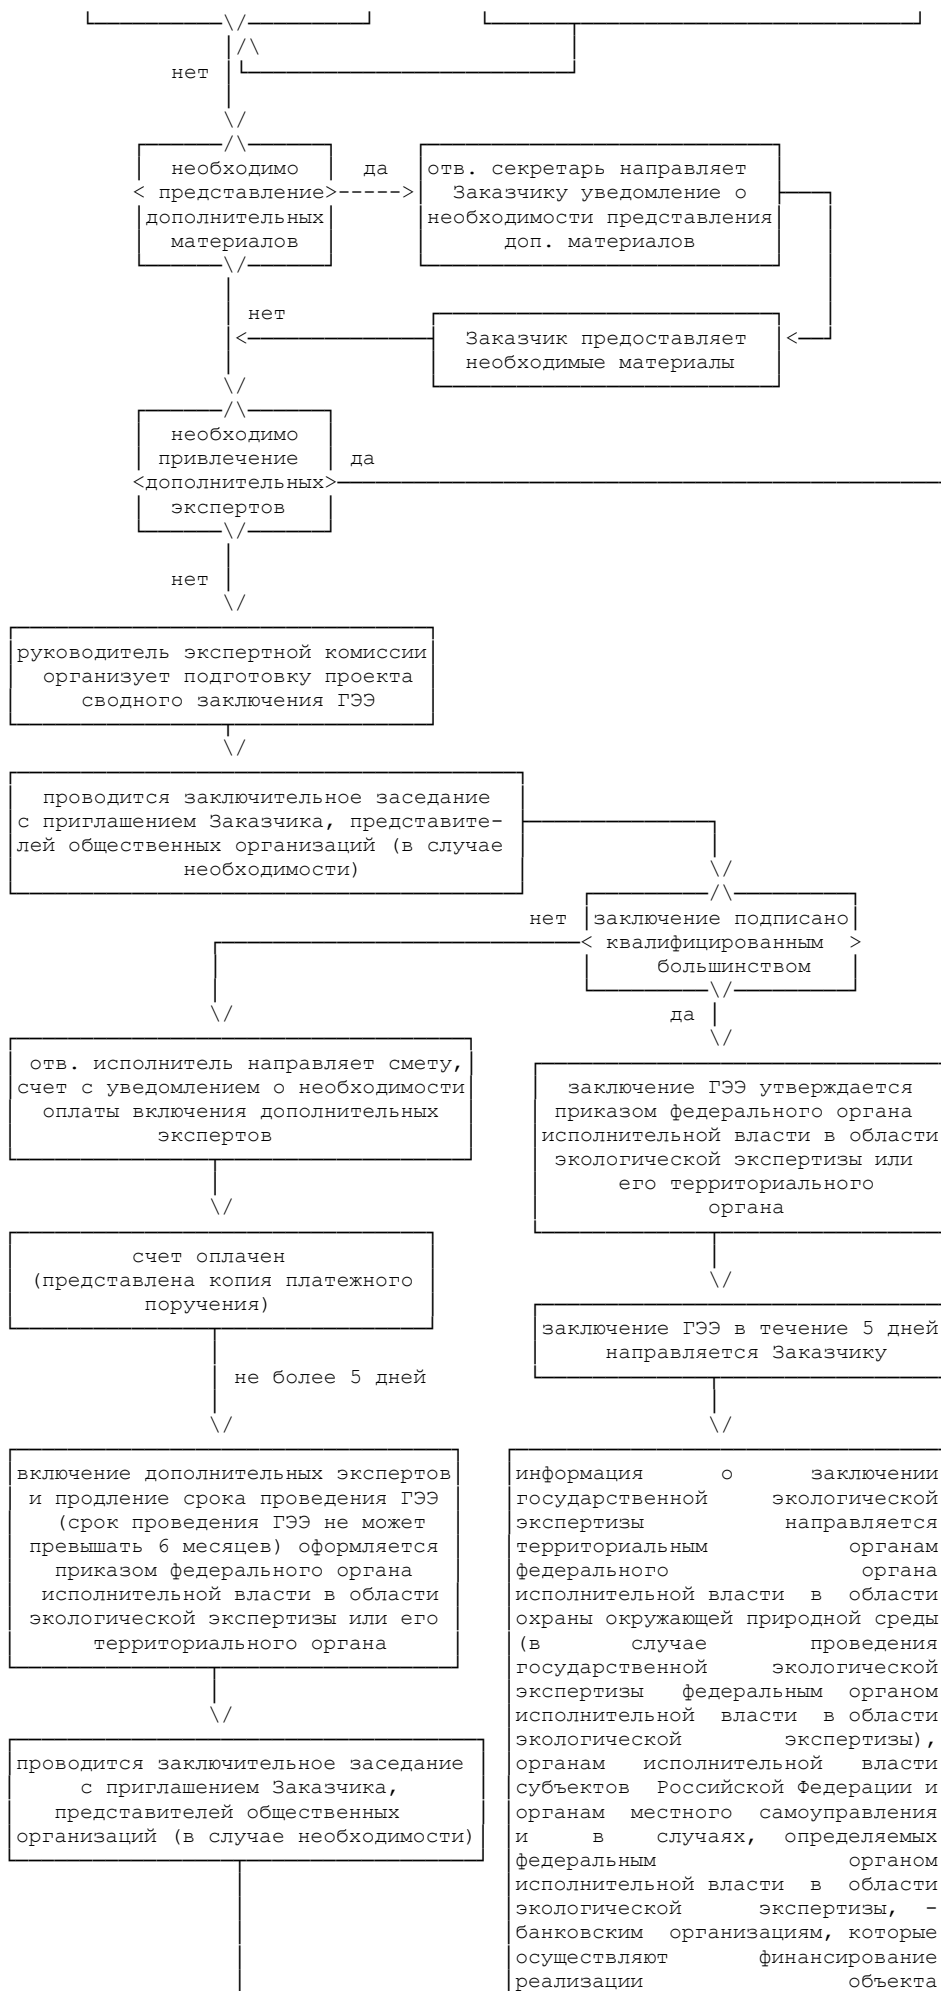 нет
необходимо да отв. секретарь направляет
представление Заказчику уведомление о
дополнительных необходимости представления
материалов доп. материалов
нет
Заказчик предоставляет
необходимые материалы
необходимо
привлечение да
дополнительных
экспертов
нет
руководитель экспертной комиссии
организует подготовку проекта
сводного заключения ГЭЭ
проводится заключительное заседание
с приглашением Заказчика, представите-
лей общественных организаций (в случае
необходимости)
нет заключение подписано
квалифицированным
большинством
да
отв. исполнитель направляет смету,
счет с уведомлением о необходимости
оплаты включения дополнительных
экспертов
заключение ГЭЭ утверждается
приказом федерального органа
исполнительной власти в области
экологической экспертизы или
его территориального
органа
счет оплачен
(представлена копия платежного
поручения)
заключение ГЭЭ в течение 5 дней
направляется Заказчику
не более 5 дней
включение дополнительных экспертов
и продление срока проведения ГЭЭ
(срок проведения ГЭЭ не может
превышать 6 месяцев) оформляется
приказом федерального органа
исполнительной власти в области
экологической экспертизы или его
территориального органа
проводится заключительное заседание
с приглашением Заказчика,
представителей общественных
организаций (в случае необходимости)
информация о заключении
государственной экологической
экспертизы направляется
территориальным органам
федерального органа
исполнительной власти в области
охраны окружающей природной среды
(в случае проведения
государственной экологической
экспертизы федеральным органом
исполнительной власти в области
экологической экспертизы),
органам исполнительной власти
субъектов Российской Федерации и
органам местного самоуправления
и в случаях, определяемых
федеральным органом
исполнительной власти в области
экологической экспертизы, -
банковским организациям, которые
осуществляют финансирование
реализации объекта